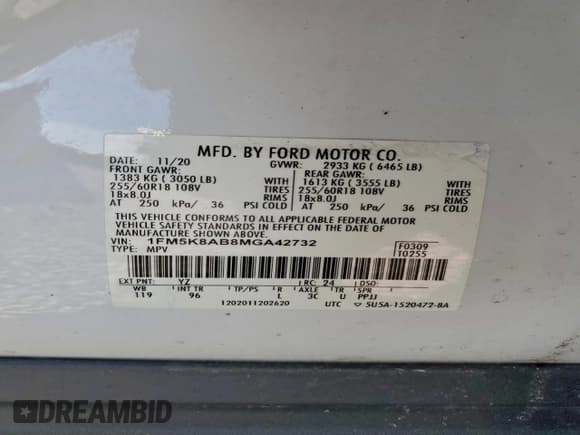 MFD. BY FORD MOTOR CO.
DATE: 11/20 GVWR: 2933 KG ( 6465 LB)
FRONT GAWR: REAR GAWR:
1383 KG ( 3050 LB) WITH 1613 KG ( 3555 LB) WITH
255/60R18 108V TIRES 255/60R18 108V TIRES
18x8.0J RIMS 18x8.0J RIMS
AT 250 kPa/ 36 PSI COLD AT 250 kPa/ 36 PSI COLD
THIS VEHICLE CONFORMS TO ALL APPLICABLE FEDERAL MOTOR
VEHICLE SAFETY AND BUMPER STANDARDS IN EFFECT ON THE DATE OF
MANUFACTURE SHOWN ABOVE.
VIN: 1FM5K8AB8MGA42732 F0309
TYPE: MPV T0255
EXT PNT: YZ RC: 24 DSO:
WB INT TR TP/PS R AXLE TR SPR
119 96 L 3C U PPJJ
1202011202620 UTC 5U5A-1520472-BA
DREAMBID